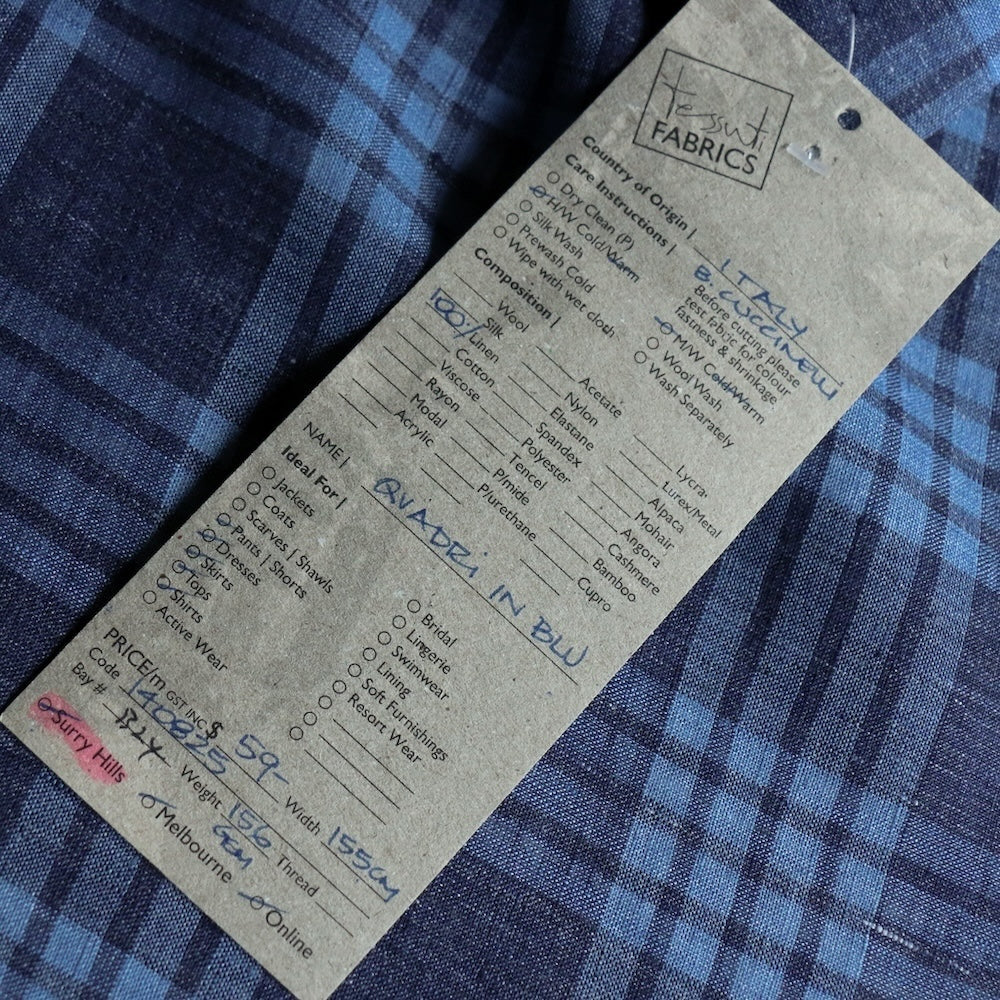 Tessuti
FABRICS
Country of Origin | ITALY
Care Instructions | B. CUCCINELLI
Dry Clean (P)
H/W Cold/Warm
Silk Wash
Prewash Cold
Wipe with wet cloth
Before cutting please
test fabric for colour
fastness & shrinkage
M/W Cold/Warm
Wool Wash
Wash Separately
Composition |
Wool
Silk
100% Linen
Cotton
Viscose
Rayon
Modal
Acrylic
Acetate
Nylon
Elastane
Spandex
Polyester
Tencel
P/mide
P/urethane
Lycra
Lurex/Metal
Alpaca
Mohair
Angora
Cashmere
Bamboo
Cupro
NAME | QUADRI IN BLU
Ideal For |
Jackets
Coats
Scarves | Shawls
Pants | Shorts
Dresses
Skirts
Tops
Shirts
Active Wear
Bridal
Lingerie
Swimwear
Lining
Soft Furnishings
Resort Wear
PRICE/m GST INC $ 59-
Code 140825 Width 155cm
Bay # B24 Weight 156 GSM Thread
Surry Hills Melbourne Online